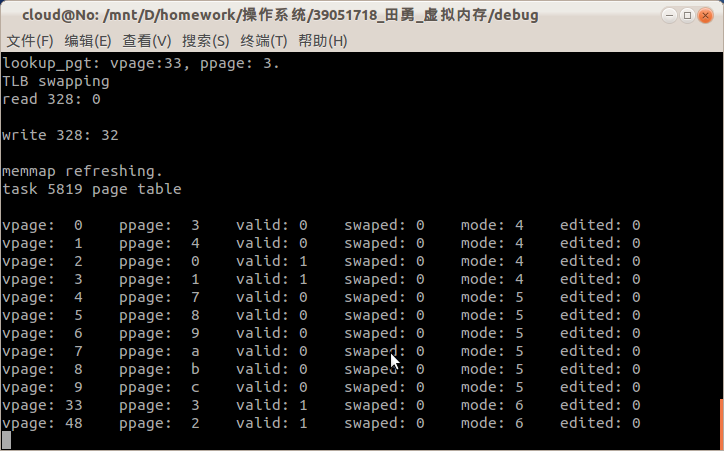 cloud@No: /mnt/D/homework/操作系统/39051718_田勇_虚拟内存/debug
文件(F) 编辑(E) 查看(V) 搜索(S) 终端(T) 帮助(H)
lookup_pgt: vpage:33, ppage: 3.
TLB swapping
read 328: 0
write 328: 32
memmap refreshing.
task 5819 page table
vpage:  0    ppage:  3    valid: 0    swaped: 0    mode: 4    edited: 0
vpage:  1    ppage:  4    valid: 0    swaped: 0    mode: 4    edited: 0
vpage:  2    ppage:  0    valid: 1    swaped: 0    mode: 4    edited: 0
vpage:  3    ppage:  1    valid: 1    swaped: 0    mode: 4    edited: 0
vpage:  4    ppage:  7    valid: 0    swaped: 0    mode: 5    edited: 0
vpage:  5    ppage:  8    valid: 0    swaped: 0    mode: 5    edited: 0
vpage:  6    ppage:  9    valid: 0    swaped: 0    mode: 5    edited: 0
vpage:  7    ppage:  a    valid: 0    swaped: 0    mode: 5    edited: 0
vpage:  8    ppage:  b    valid: 0    swaped: 0    mode: 5    edited: 0
vpage:  9    ppage:  c    valid: 0    swaped: 0    mode: 5    edited: 0
vpage: 33    ppage:  3    valid: 1    swaped: 0    mode: 6    edited: 0
vpage: 48    ppage:  2    valid: 1    swaped: 0    mode: 6    edited: 0